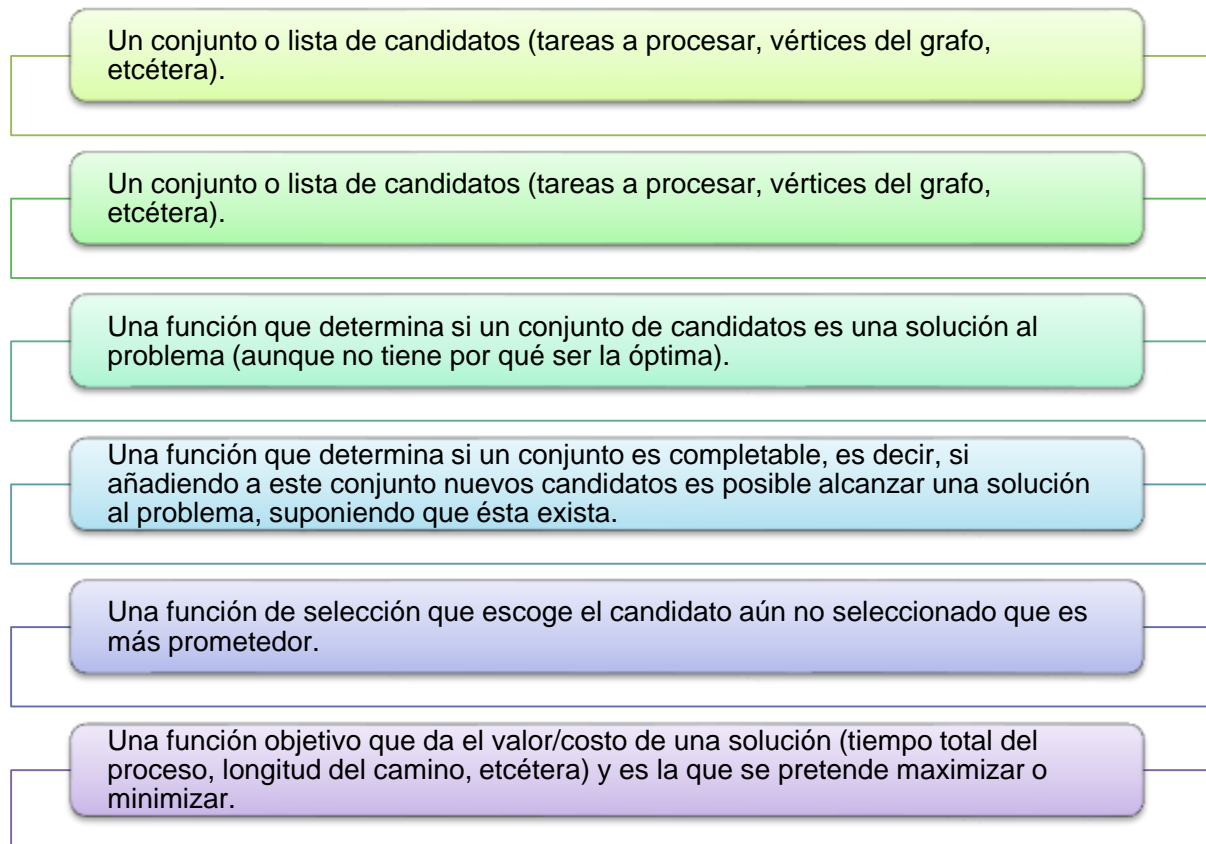 Un conjunto o lista de candidatos (tareas a procesar, vértices del grafo,
etcétera).
Un conjunto o lista de candidatos (tareas a procesar, vértices del grafo,
etcétera).
Una función que determina si un conjunto de candidatos es una solución al
problema (aunque no tiene por qué ser la óptima).
Una función que determina si un conjunto es completable, es decir, si
añadiendo a este conjunto nuevos candidatos es posible alcanzar una solución
al problema, suponiendo que ésta exista.
Una función de selección que escoge el candidato aún no seleccionado que es
más prometedor.
Una función objetivo que da el valor/costo de una solución (tiempo total del
proceso, longitud del camino, etcétera) y es la que se pretende maximizar o
minimizar.